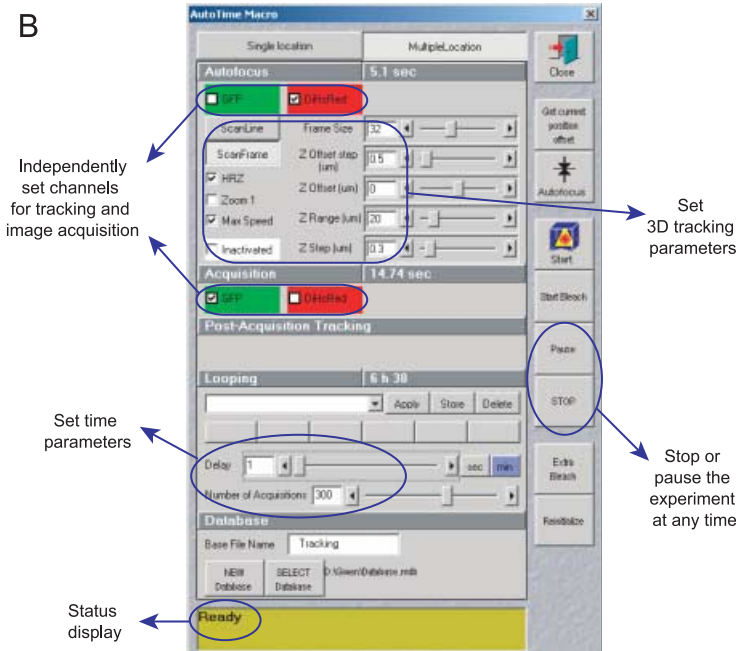 B
AutoTime Macro
Single location
MultipleLocation
Close
Autofocus
5.1 sec
GFP
DiHcRed
Get current
position
offset
ScanLine
Frame Size
32
ScanFrame
Z Offset step
(um)
0.5
HRZ
Z Offset (um)
0
Autofocus
Zoom 1
Max Speed
Z Range (um)
20
Inactivated
Z Step (um)
0.3
Start
Acquisition
14.74 sec
GFP
DiHcRed
Start Bleach
Post-Acquisition Tracking
Pause
Looping
6 h 38
Apply
Store
Delete
STOP
Delay
1
sec
min
Extra
Bleach
Number of Acquisitions
300
Database
Reinitialize
Base File Name
Tracking
NEW
Database
SELECT
Database
Ready
Independently
set channels
for tracking and
image acquisition
Set
3D tracking
parameters
Set time
parameters
Stop or
pause the
experiment
at any time
Status
display